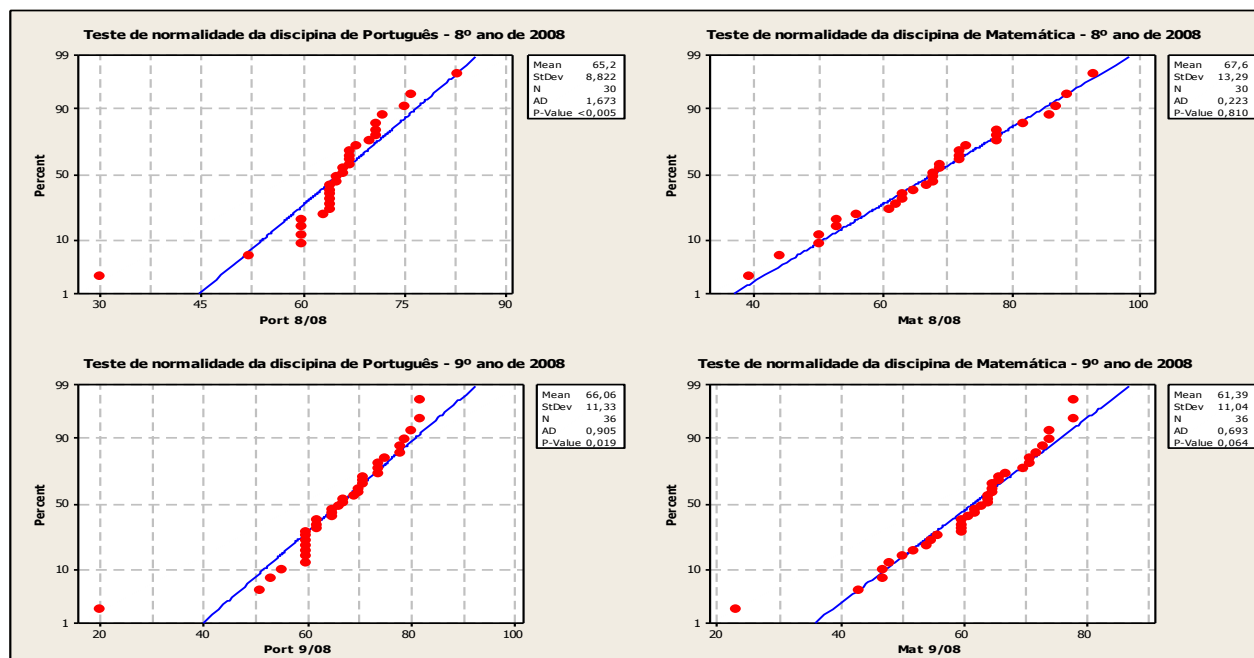 Teste de normalidade da discipina de Português - 8º ano de 2008
99
90
50
10
1
Percent
30 45 60 75 90
Port 8/08
Mean 65,2
StDev 8,822
N 30
AD 1,673
P-Value <0,005
Teste de normalidade da discipina de Matemática - 8º ano de 2008
99
90
50
10
1
Percent
40 60 80 100
Mat 8/08
Mean 67,6
StDev 13,29
N 30
AD 0,223
P-Value 0,810
Teste de normalidade da discipina de Português - 9º ano de 2008
99
90
50
10
1
Percent
20 40 60 80 100
Port 9/08
Mean 66,06
StDev 11,33
N 36
AD 0,905
P-Value 0,019
Teste de normalidade da discipina de Matemática - 9º ano de 2008
99
90
50
10
1
Percent
20 40 60 80
Mat 9/08
Mean 61,39
StDev 11,04
N 36
AD 0,693
P-Value 0,064